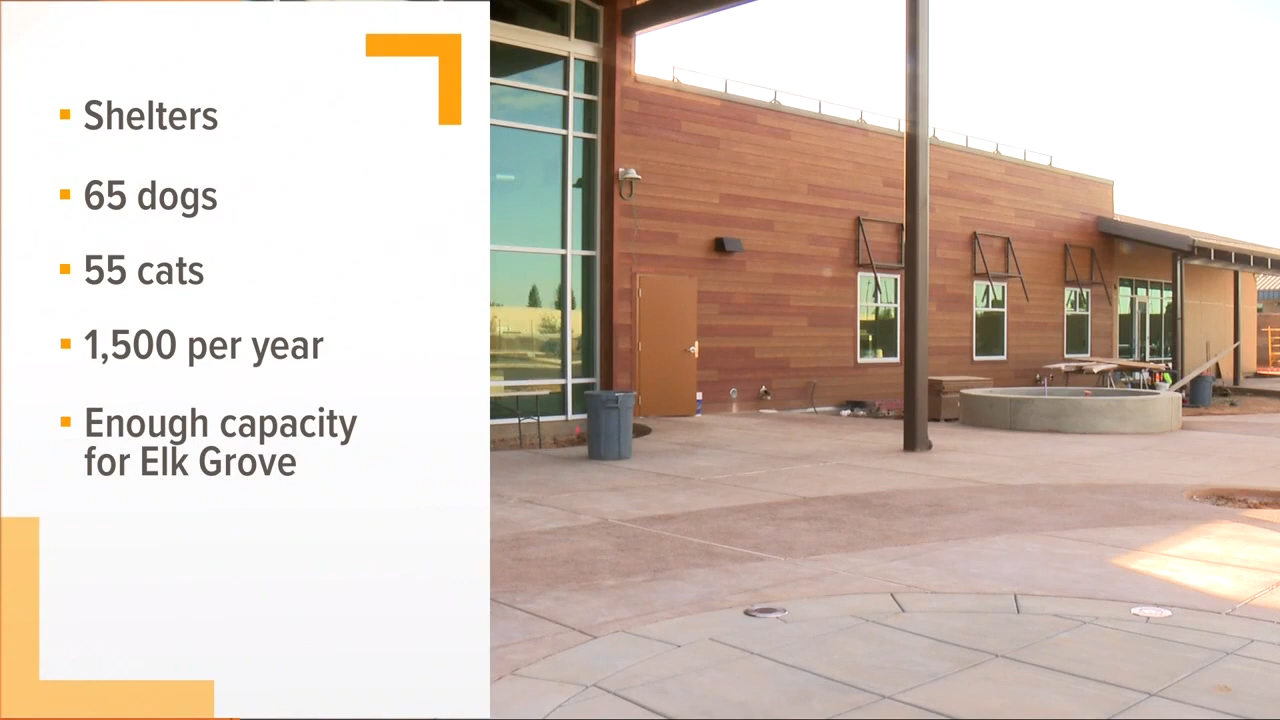 Shelters
65 dogs
55 cats
1,500 per year
Enough capacity
for Elk Grove